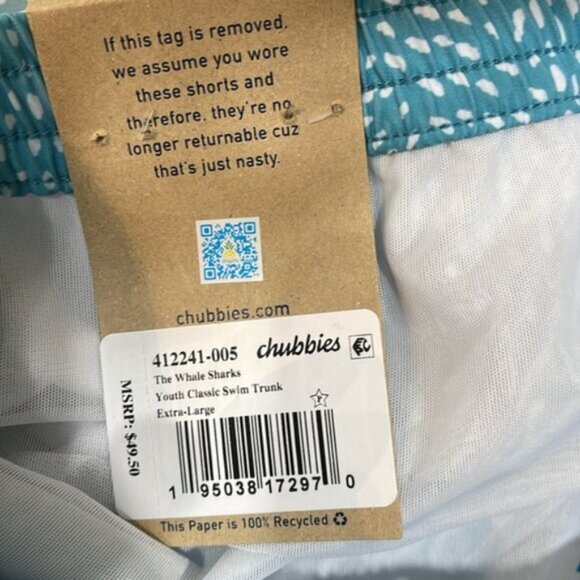 If this tag is removed,
we assume you wore
these shorts and
therefore, they're no
longer returnable cuz
that's just nasty.
chubbies.com
412241-005 chubbies
The Whale Sharks
Youth Classic Swim Trunk
Extra-Large
MSRP: $49.50
1 95038 17297 0
This Paper is 100% Recycled